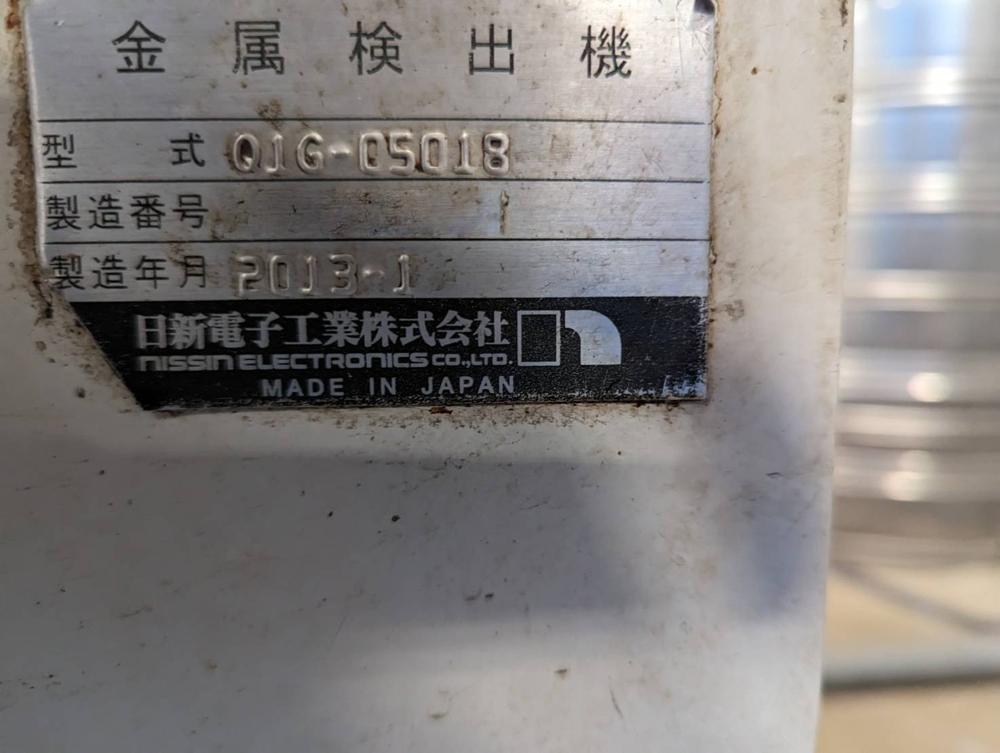 金属検出機
型式 Q1G-05018
製造番号
製造年月 2013-1
日新電子工業株式会社
NISSIN ELECTRONICS CO.,LTD.
MADE IN JAPAN